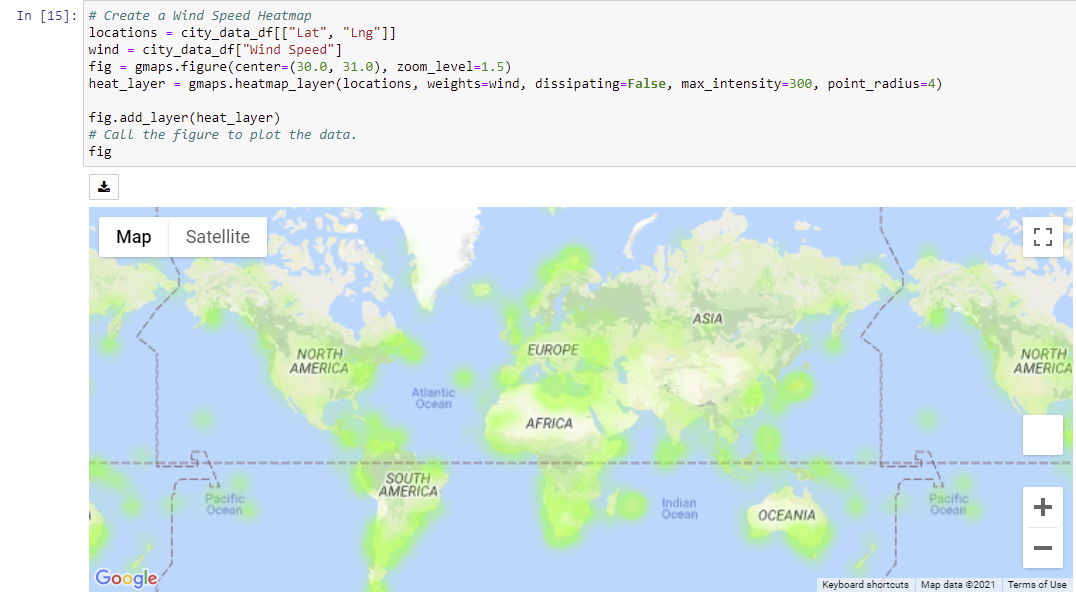 In [15]:
# Create a Wind Speed Heatmap
locations = city_data_df[["Lat", "Lng"]]
wind = city_data_df["Wind Speed"]
fig = gmaps.figure(center=(30.0, 31.0), zoom_level=1.5)
heat_layer = gmaps.heatmap_layer(locations, weights=wind, dissipating=False, max_intensity=300, point_radius=4)
fig.add_layer(heat_layer)
# Call the figure to plot the data.
fig
Map Satellite
ASIA
EUROPE
NORTH
AMERICA
NORTH
AMERICA
Atlantic
Ocean
AFRICA
SOUTH
AMERICA
Pacific
Ocean
Indian
Ocean
OCEANIA
Pacific
Ocean
Google
Keyboard shortcuts Map data ©2021 Terms of Use